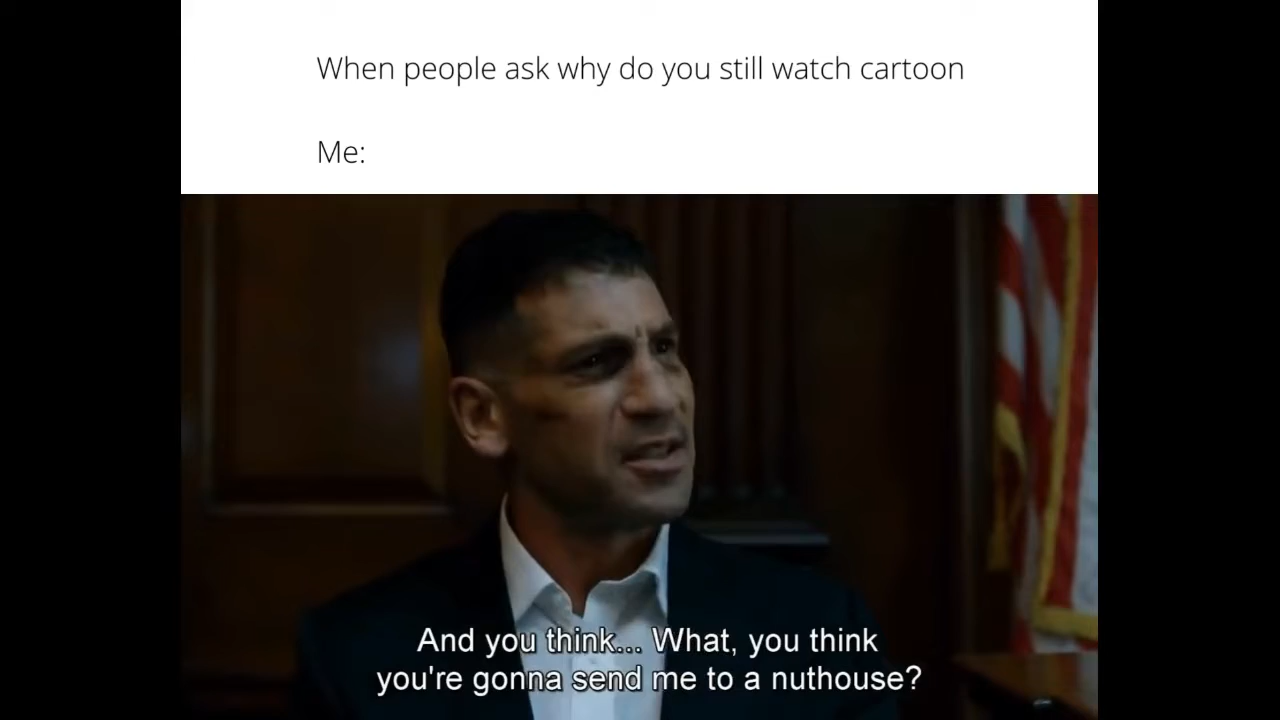 When people ask why do you still watch cartoon
Me:
And you think... What, you think
you're gonna send me to a nuthouse?